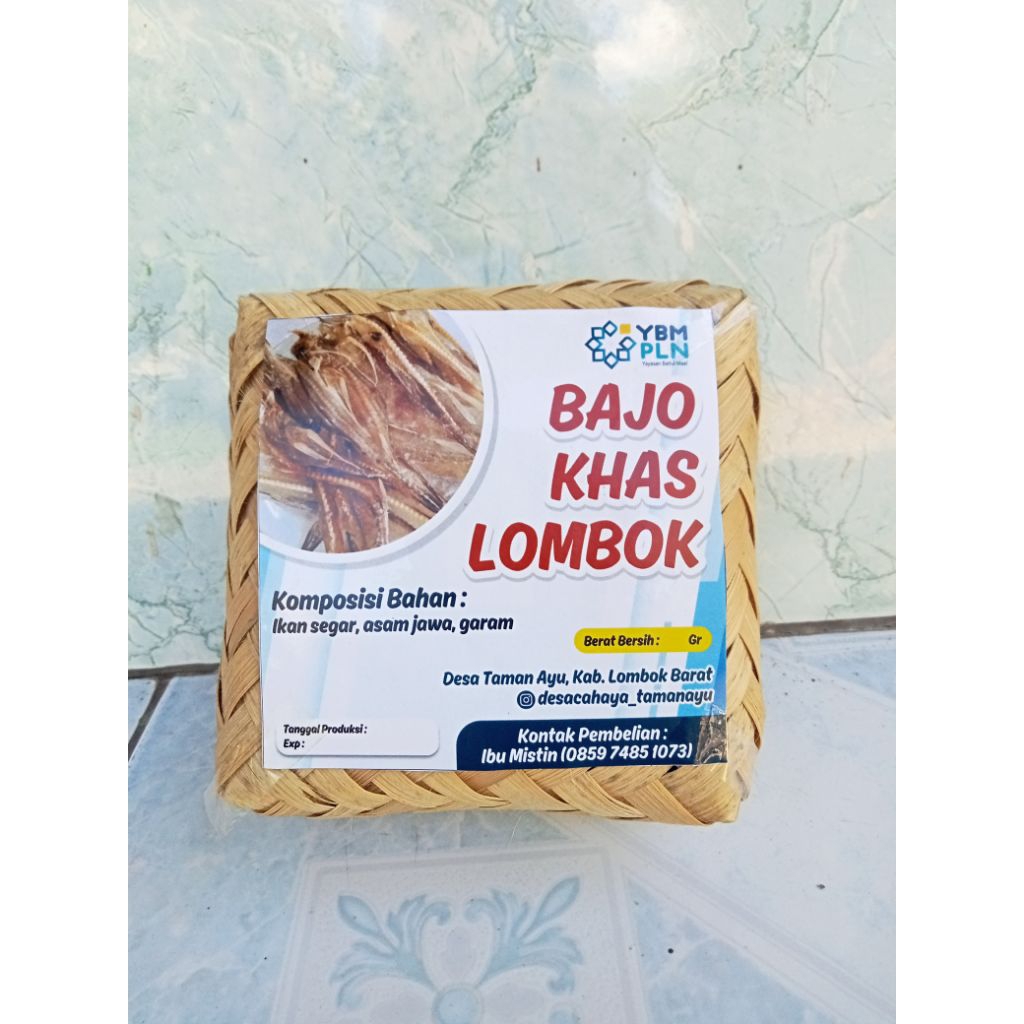 YBM
PLN
Yayasan Baitul Maal
BAJO
KHAS
LOMBOK
Komposisi Bahan :
Ikan segar, asam jawa, garam
Berat Bersih : Gr
Desa Taman Ayu, Kab. Lombok Barat
desacahaya_tamanayu
Tanggal Produksi :
Exp :
Kontak Pembelian :
Ibu Mistin (0859 7485 1073)